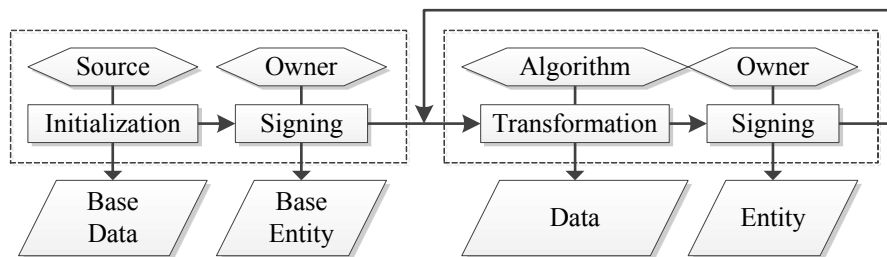 Source
Owner
Algorithm
Owner
Initialization
Signing
Transformation
Signing
Base
Data
Base
Entity
Data
Entity